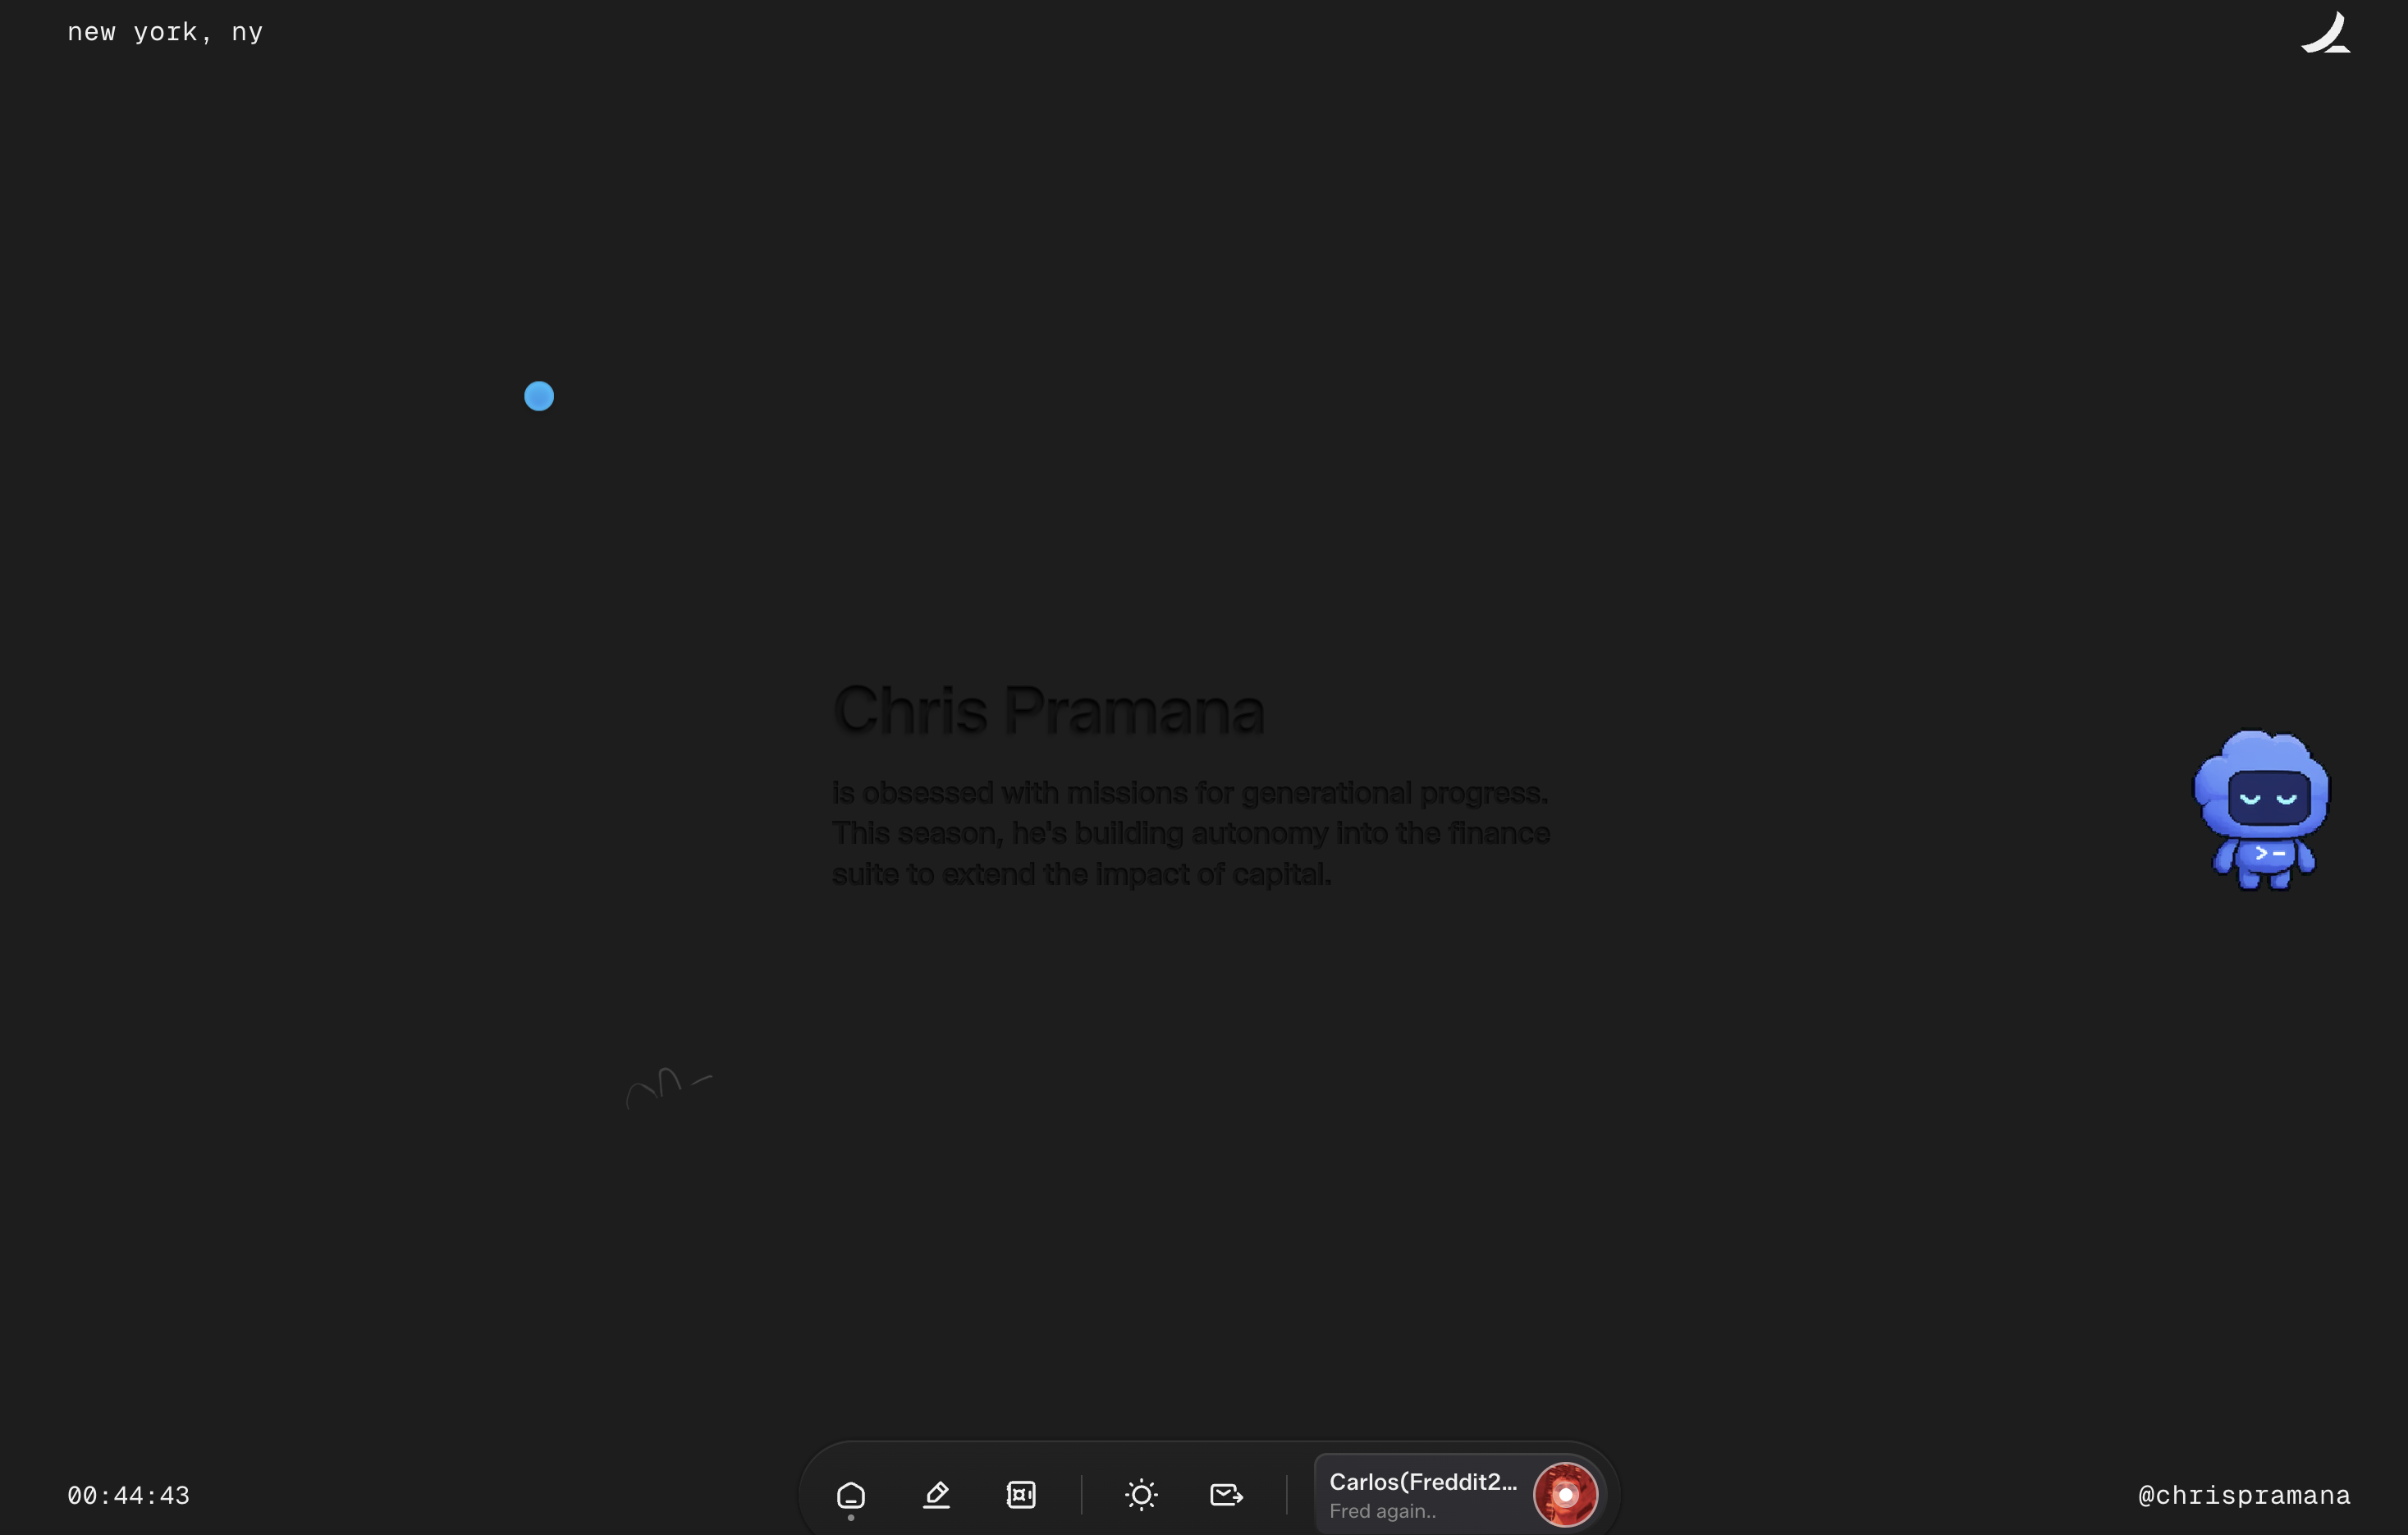 new york, ny
Chris Pramana
is obsessed with missions for generational progress.
This season, he's building autonomy into the finance
suite to extend the impact of capital.
>-
00:44:43
Carlos(Freddit2...
Fred again..
@chrispramana